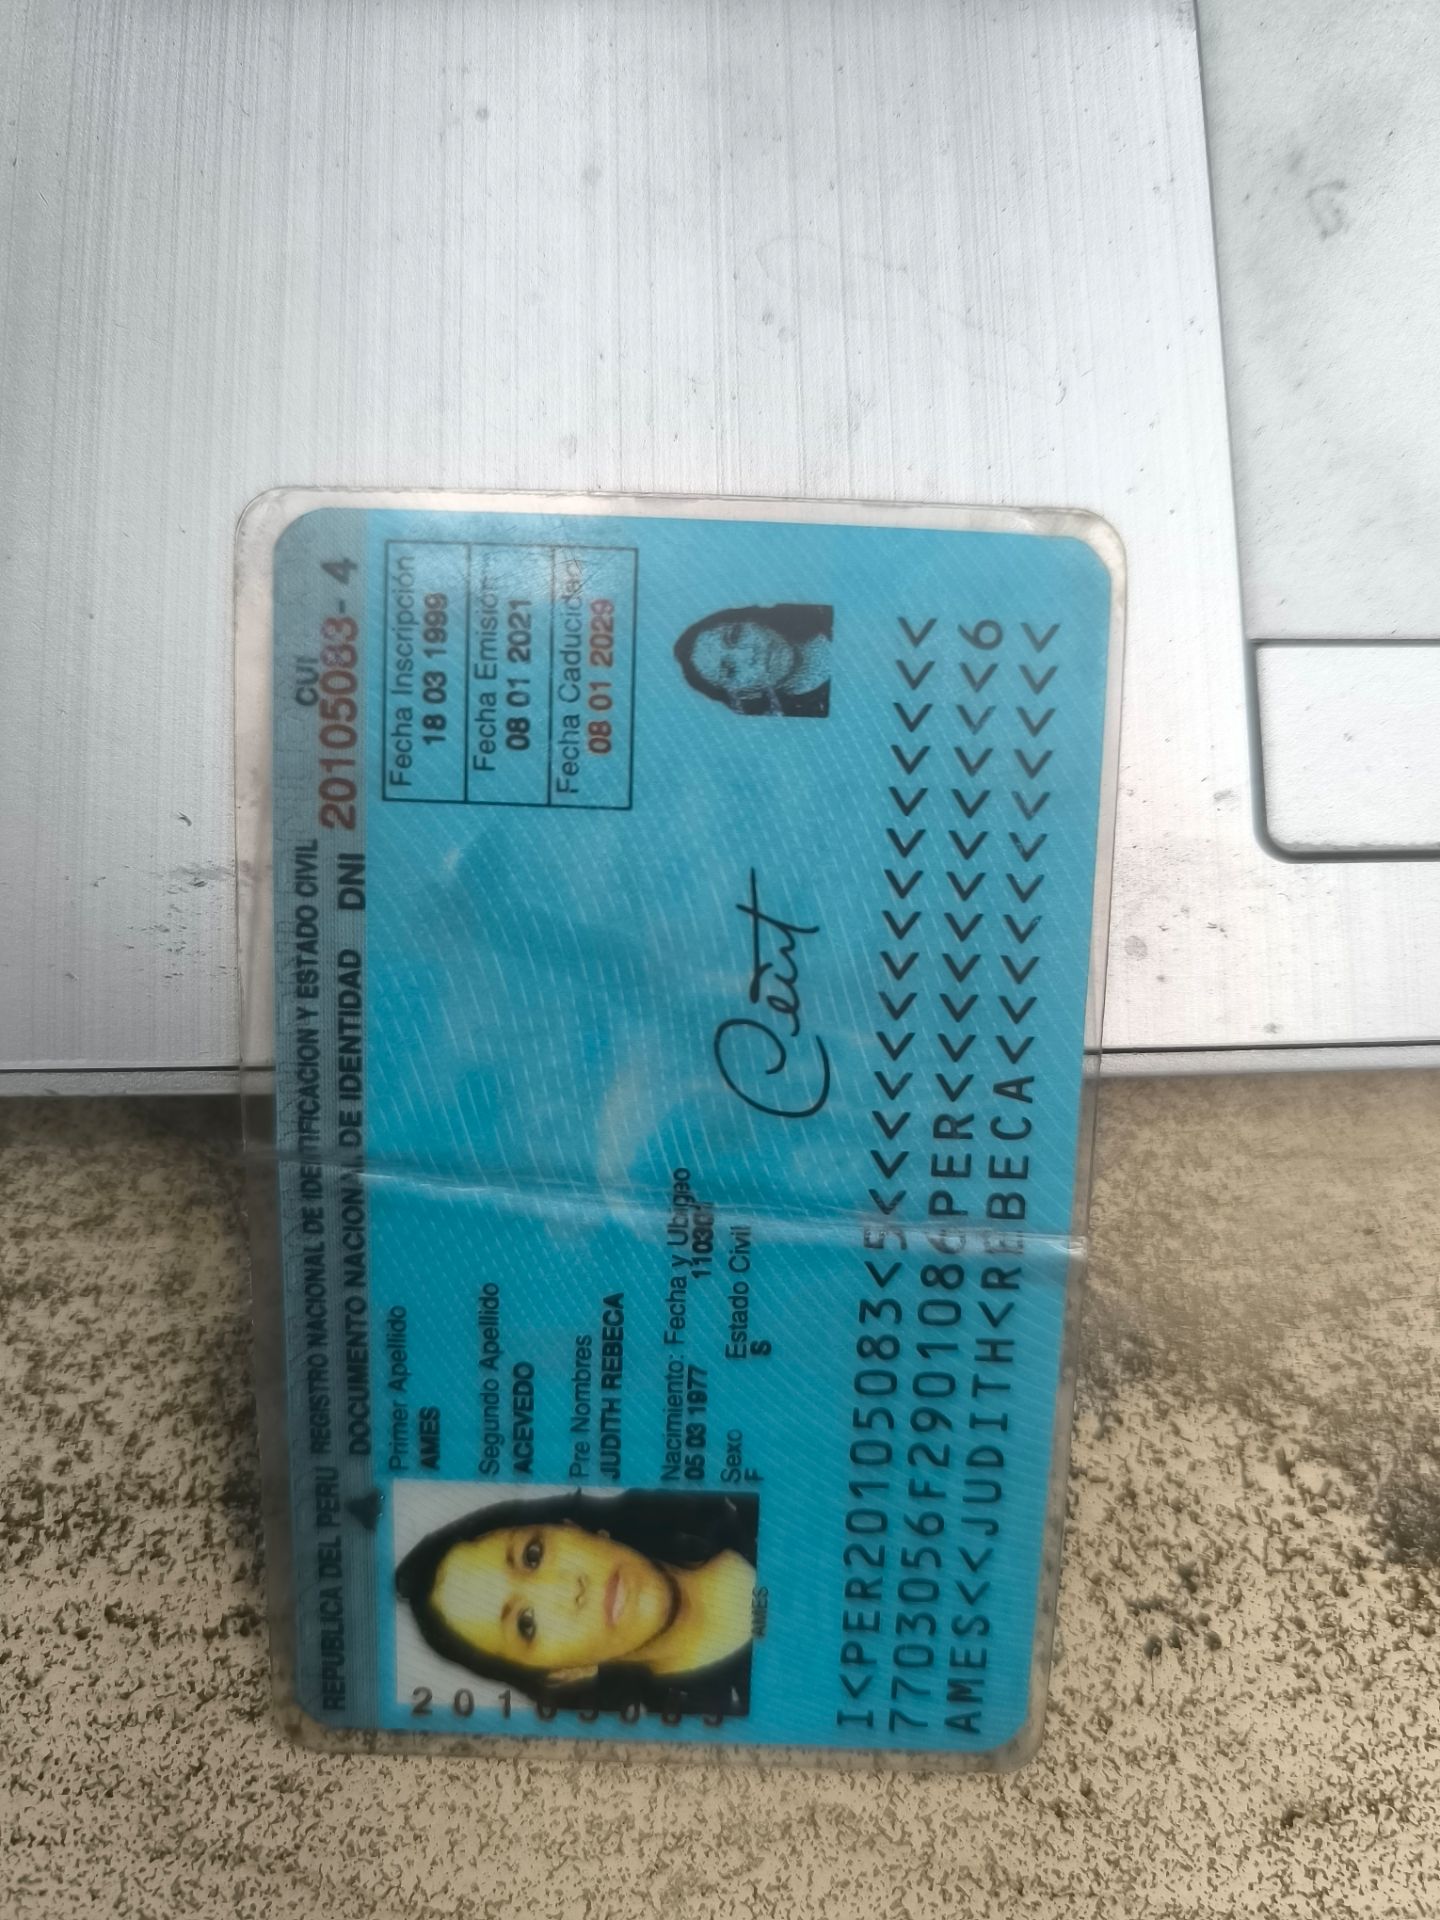 REPUBLICA DEL PERU REGISTRO NACIONAL DE IDENTIFICACION Y ESTADO CIVIL CUI
DOCUMENTO NACIONAL DE IDENTIDAD DNI 20105083- 4
Primer Apellido
AMES
Segundo Apellido
ACEVEDO
Pre Nombres
JUDITH REBECA
Nacimiento: Fecha y Ubigeo
05 03 1977
Sexo Estado Civil
F S
Fecha Inscripción
18 03 1999
Fecha Emisión
08 01 2021
Fecha Caducidad
08 01 2029
AMES
I<PER20105083<5<<<<<<<<<<<<<<<
7703056F2901086PER<<<<<<<<<<<6
AMES<<JUDITH<REBECA<<<<<<<<<<<